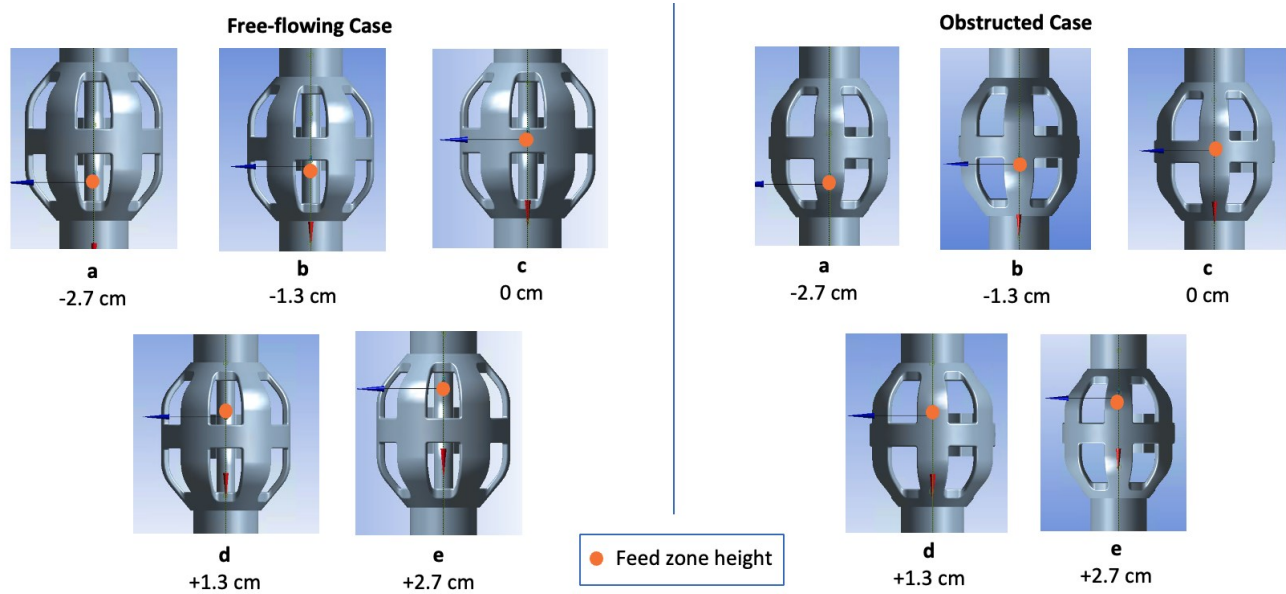 Free-flowing Case
a
-2.7 cm
b
-1.3 cm
c
0 cm
d
+1.3 cm
e
+2.7 cm
Obstructed Case
a
-2.7 cm
b
-1.3 cm
c
0 cm
d
+1.3 cm
e
+2.7 cm
Feed zone height